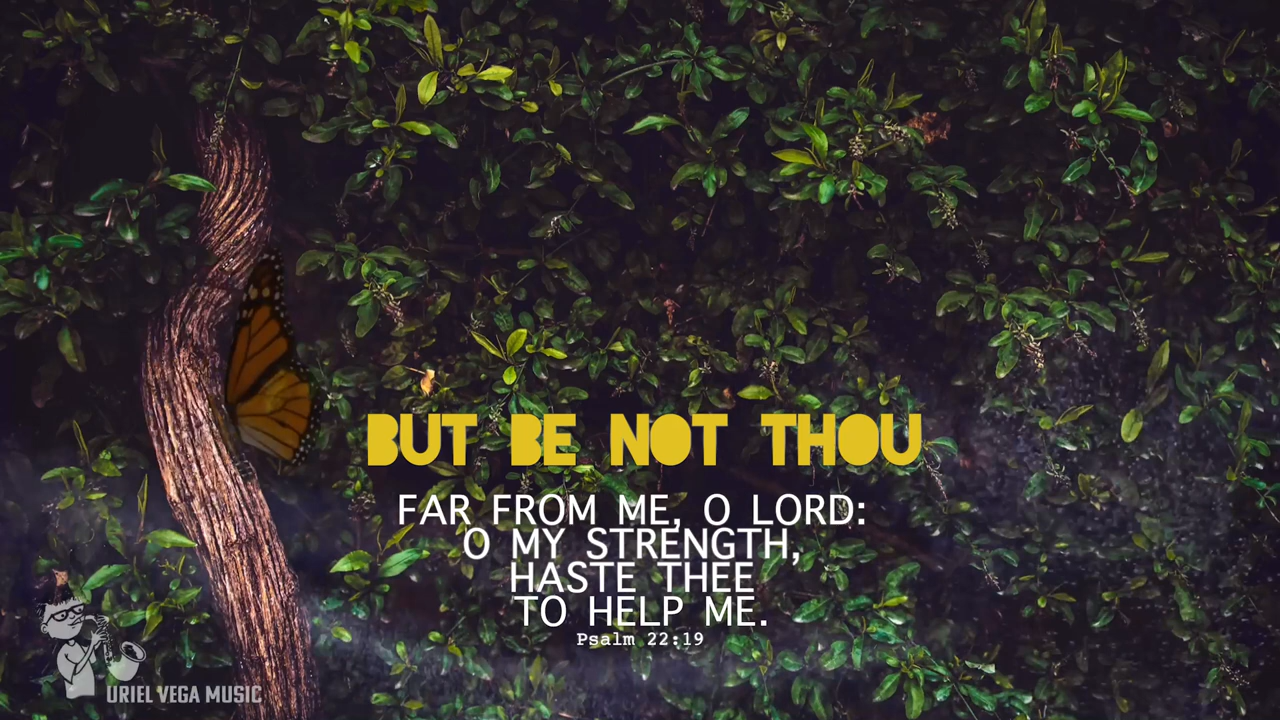 BUT BE NOT THOU
FAR FROM ME, O LORD:
O MY STRENGTH,
HASTE THEE
TO HELP ME.
Psalm 22:19
URIEL VEGA MUSIC